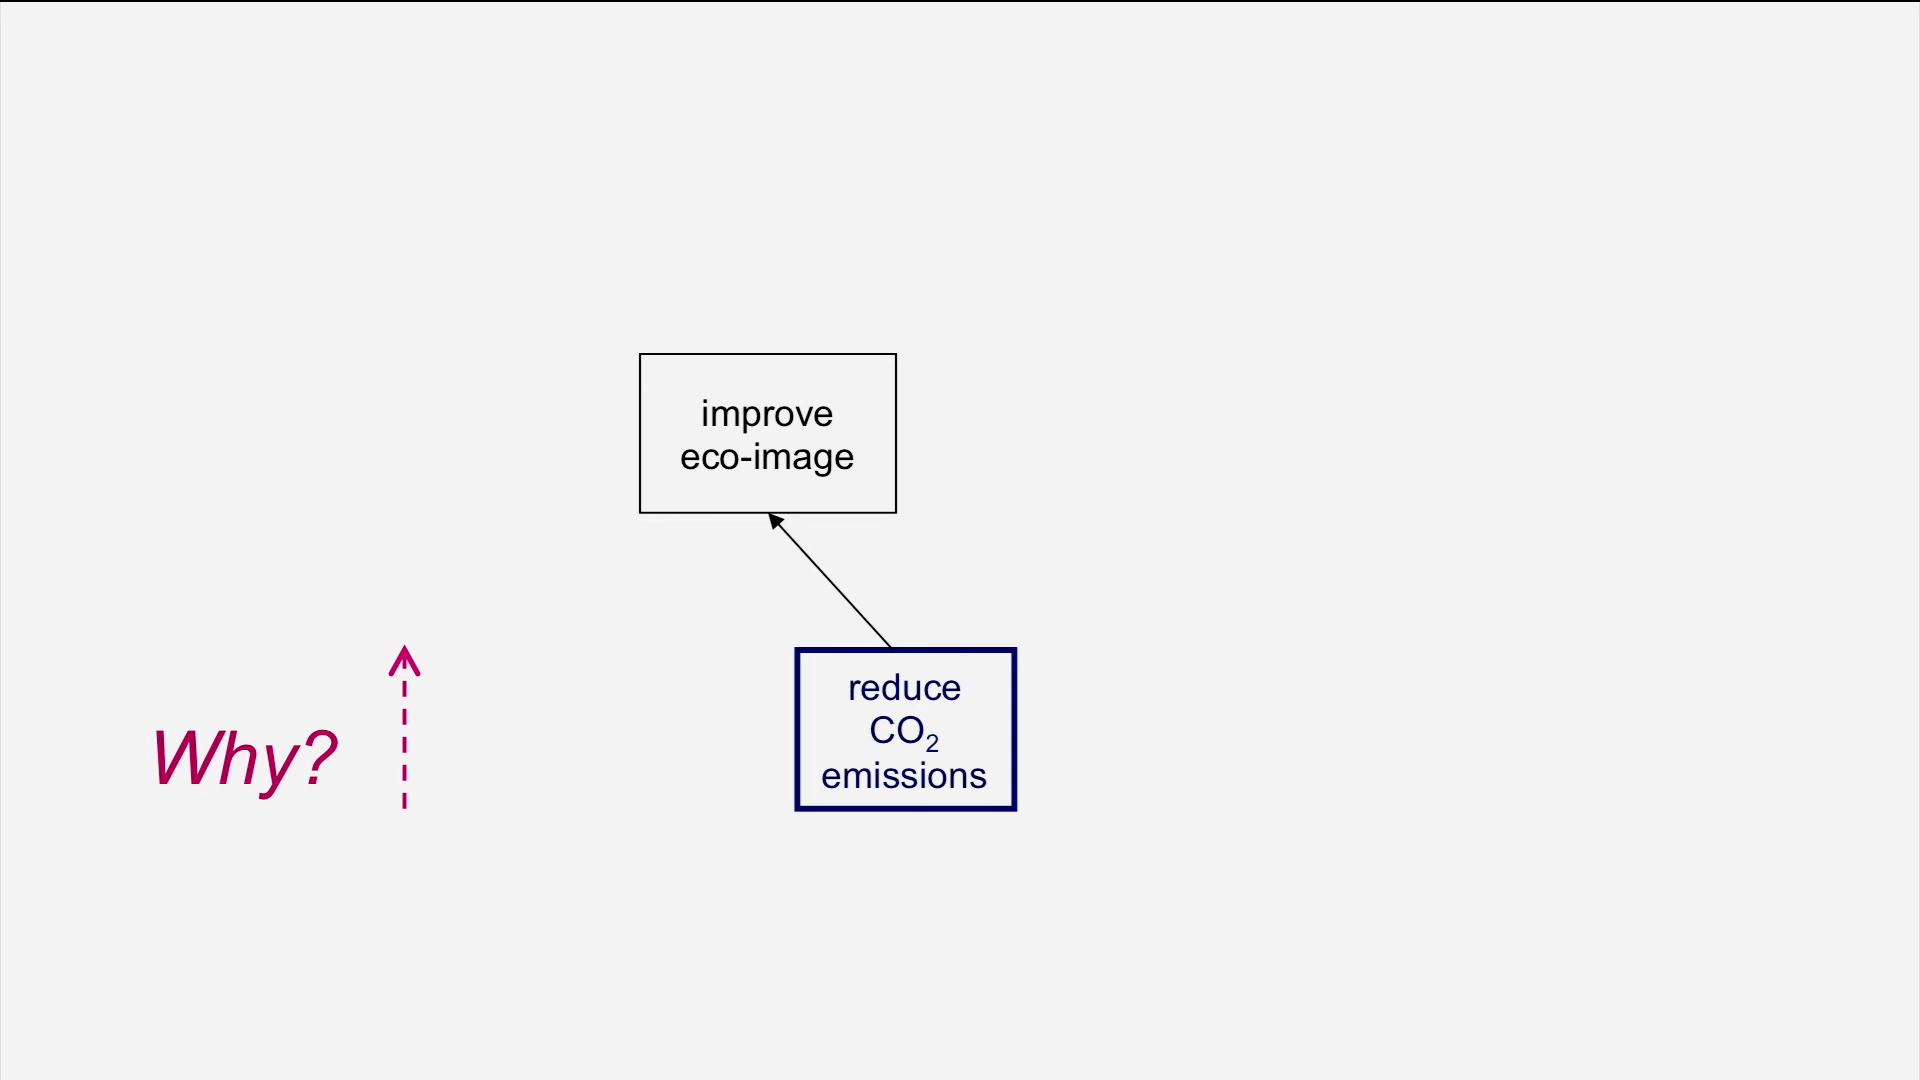 improve
eco-image
Why?
reduce
CO₂
emissions